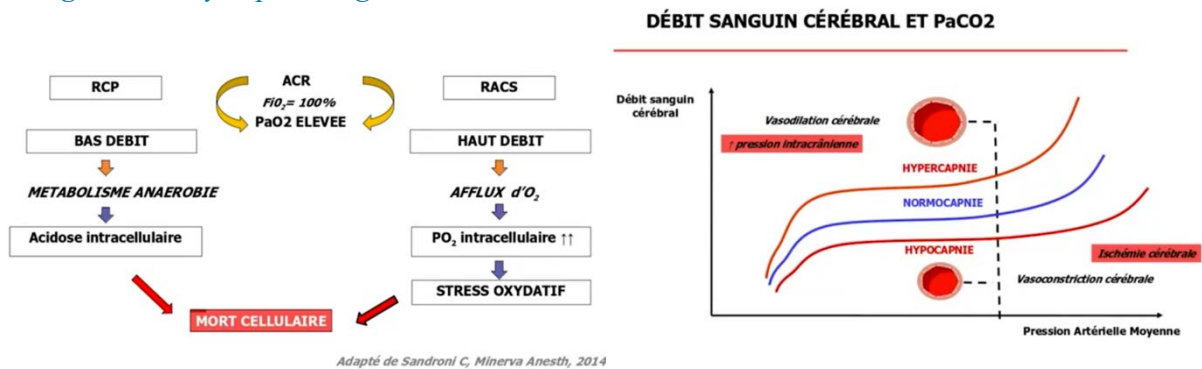 RCP
ACR
FiO₂= 100%
PaO2 ELEVEE
RACS
BAS DEBIT
HAUT DEBIT
METABOLISME ANAEROBIE
AFFLUX d'O₂
Acidose intracellulaire
PO₂ intracellulaire ↑↑
STRESS OXYDATIF
MORT CELLULAIRE
Adapté de Sandroni C, Minerva Anesth, 2014
DÉBIT SANGUIN CÉRÉBRAL ET PaCO2
Débit sanguin
cérébral
Vasodilation cérébrale
↑ pression intracrânienne
HYPERCAPNIE
NORMOCAPNIE
HYPOCAPNIE
Ischémie cérébrale
Vasoconstriction cérébrale
Pression Artérielle Moyenne